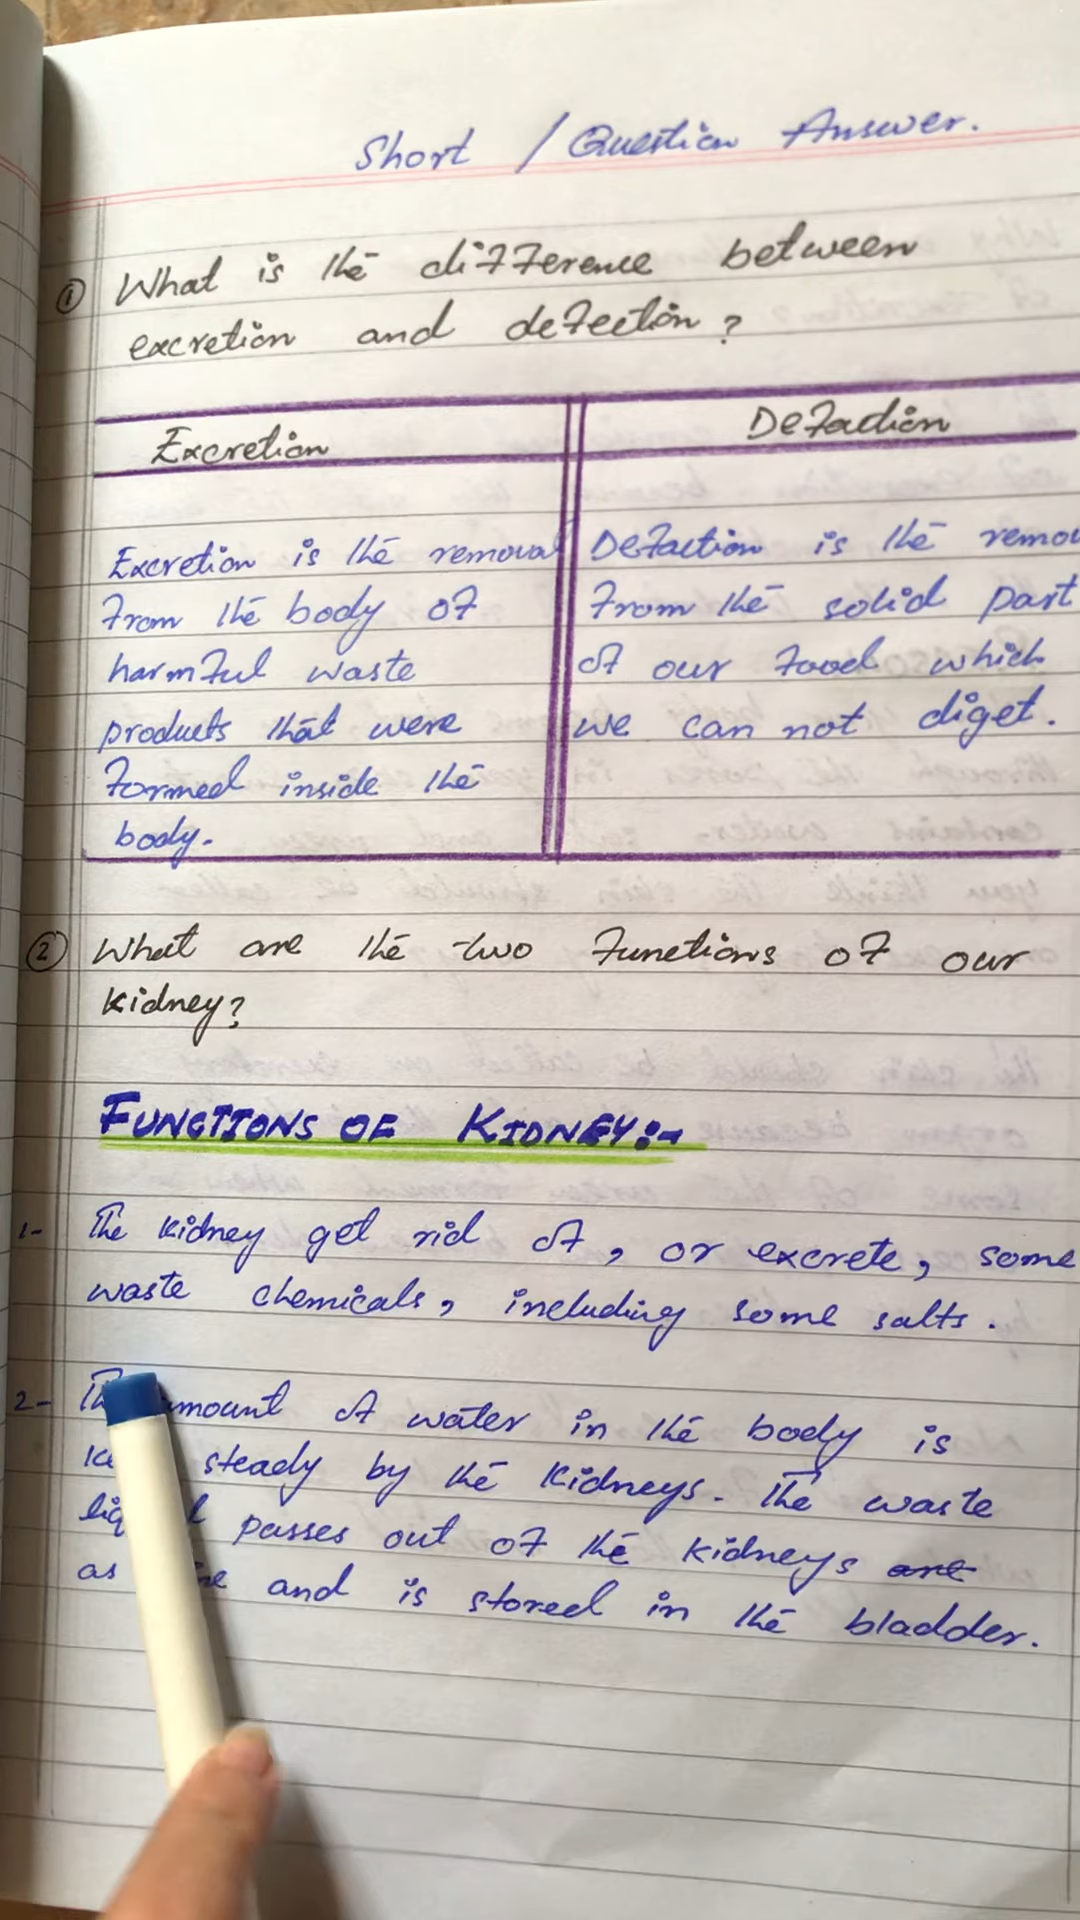 Short / Question Answer.
① What is the difference between
excretion and defection?
Excretion
Defaction
Excretion is the removal
from the body of
harmful waste
products that were
formed inside the
body.
Defaction is the remov
from the solid part
of our food which
we can not diget.
② What are the two functions of our
kidney?
FUNCTIONS OF KIDNEY:-
1- The kidney get rid of, or excrete, some
waste chemicals, including some salts.
2- Th mount of water in the body is
steady by the kidneys. The waste
passes out of the kidneys are
as and is stored in the bladder.